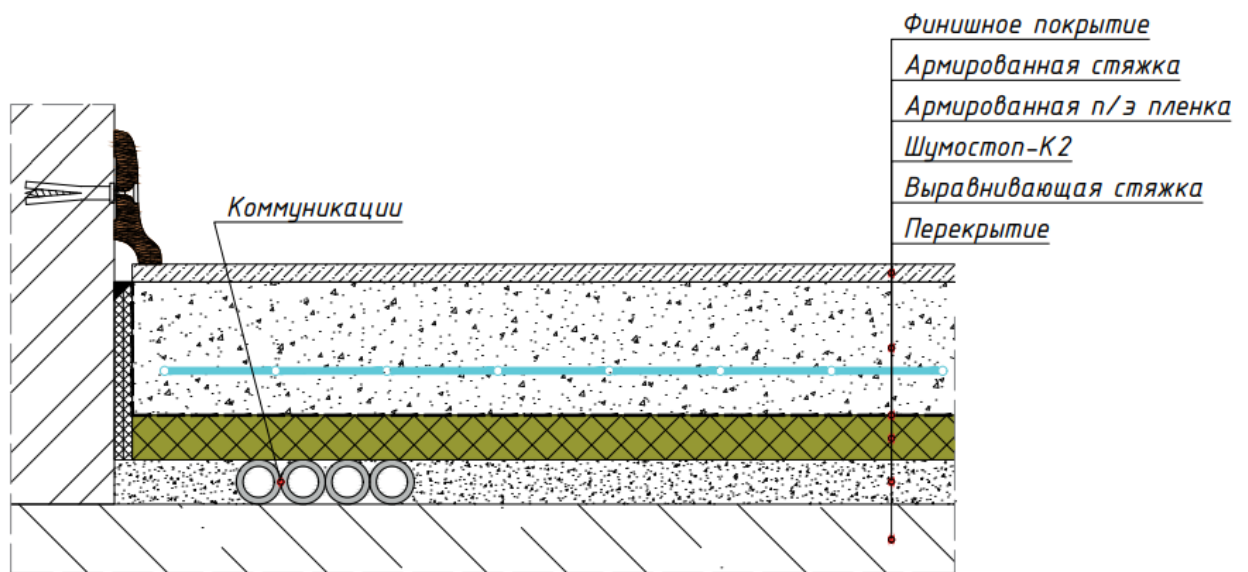 Финишное покрытие
Армированная стяжка
Армированная п/э пленка
Шумостоп-К2
Выравнивающая стяжка
Перекрытие
Коммуникации